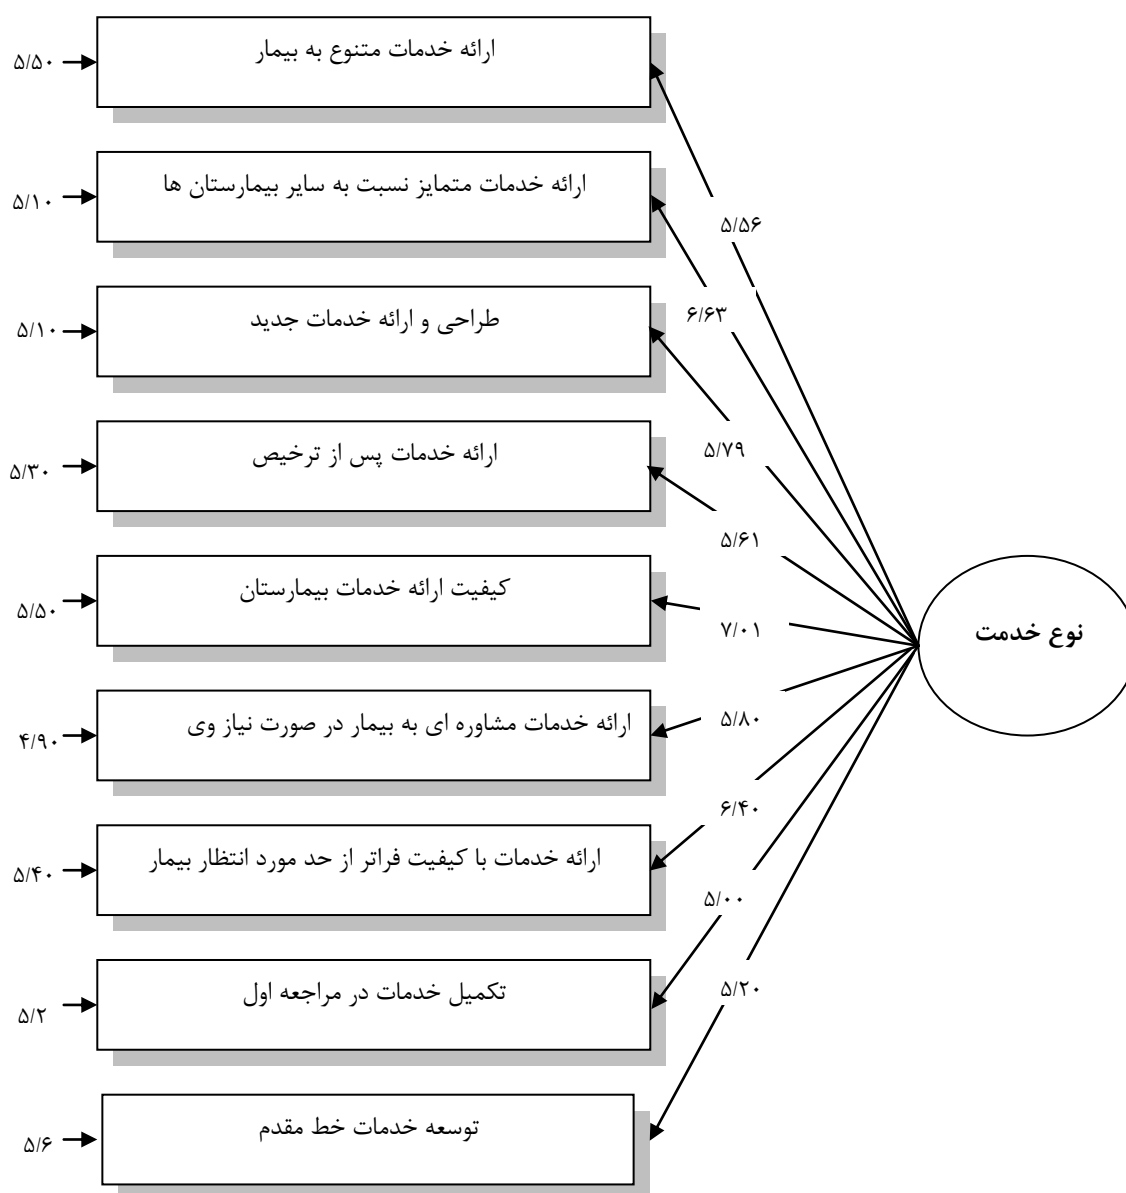 ارائه خدمات متنوع به بیمار
۵/۵۰
۵/۵۶
ارائه خدمات متمایز نسبت به سایر بیمارستان ها
۵/۱۰
۶/۶۳
طراحی و ارائه خدمات جدید
۵/۱۰
۵/۷۹
ارائه خدمات پس از ترخیص
۵/۳۰
۵/۶۱
کیفیت ارائه خدمات بیمارستان
۵/۵۰
۷/۰۱
نوع خدمت
ارائه خدمات مشاوره ای به بیمار در صورت نیاز وی
۴/۹۰
۵/۸۰
ارائه خدمات با کیفیت فراتر از حد مورد انتظار بیمار
۵/۴۰
۶/۴۰
تکمیل خدمات در مراجعه اول
۵/۲
۵/۰۰
توسعه خدمات خط مقدم
۵/۶
۵/۲۰